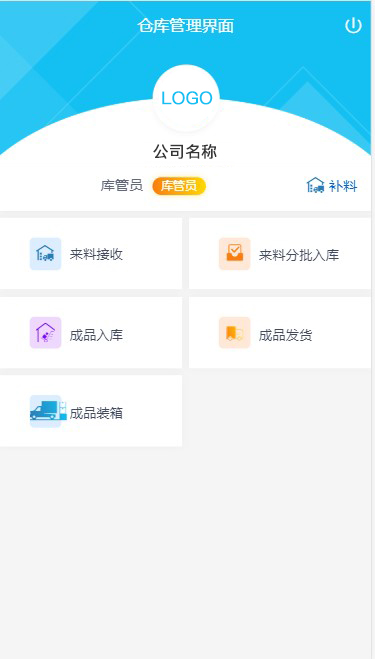 仓库管理界面
LOGO
公司名称
库管员 库管员 补料
来料接收 来料分批入库
成品入库 成品发货
成品装箱